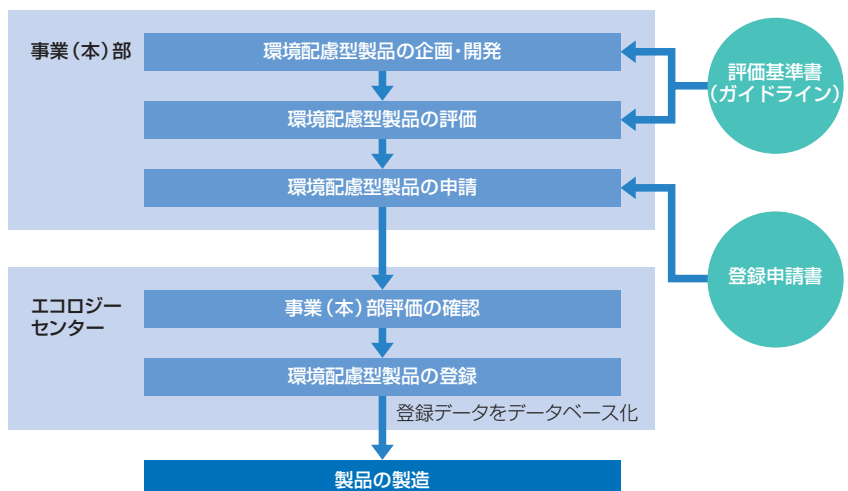 事業（本）部
環境配慮型製品の企画・開発
環境配慮型製品の評価
環境配慮型製品の申請
評価基準書
（ガイドライン）
登録申請書
エコロジー
センター
事業（本）部評価の確認
環境配慮型製品の登録
登録データをデータベース化
製品の製造